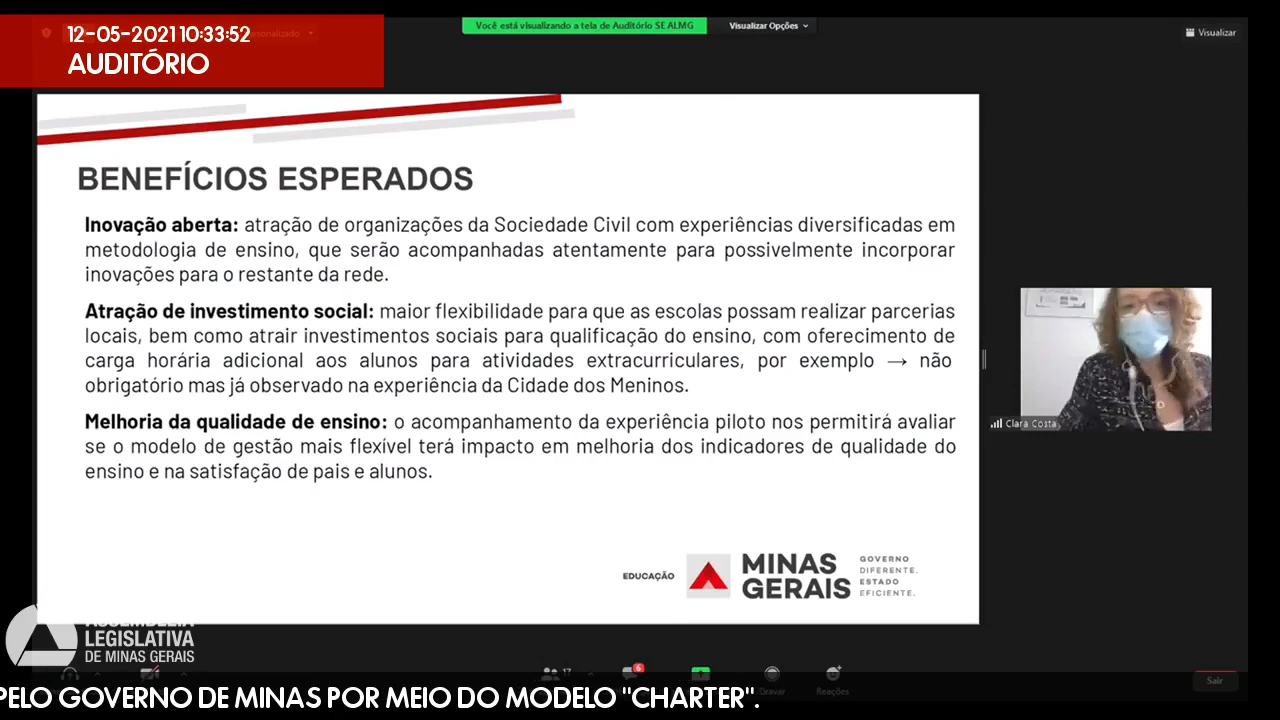 12-05-2021 10:33:52
AUDITÓRIO
Você está visualizando a tela de Auditório SE ALMG
Visualizar Opções
Visualizar
BENEFÍCIOS ESPERADOS
Inovação aberta: atração de organizações da Sociedade Civil com experiências diversificadas em
metodologia de ensino, que serão acompanhadas atentamente para possivelmente incorporar
inovações para o restante da rede.
Atração de investimento social: maior flexibilidade para que as escolas possam realizar parcerias
locais, bem como atrair investimentos sociais para qualificação do ensino, com oferecimento de
carga horária adicional aos alunos para atividades extracurriculares, por exemplo → não
obrigatório mas já observado na experiência da Cidade dos Meninos.
Melhoria da qualidade de ensino: o acompanhamento da experiência piloto nos permitirá avaliar
se o modelo de gestão mais flexível terá impacto em melhoria dos indicadores de qualidade do
ensino e na satisfação de pais e alunos.
Clara Costa
EDUCAÇÃO
MINAS
GERAIS
GOVERNO
DIFERENTE.
ESTADO
EFICIENTE.
ASSEMBLEIA
LEGISLATIVA
DE MINAS GERAIS
17
6
Gravar
Reações
Sair
PELO GOVERNO DE MINAS POR MEIO DO MODELO "CHARTER".